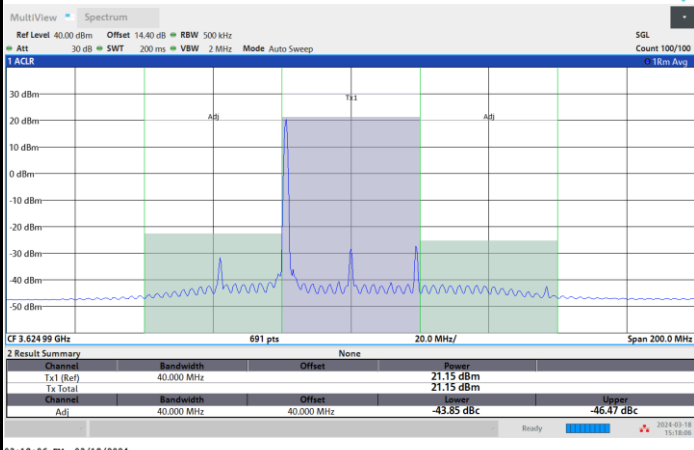 MultiView Spectrum
Ref Level 40.00 dBm Offset 14.40 dB RBW 500 kHz SGL
Att 30 dB SWT 200 ms VBW 2 MHz Mode Auto Sweep Count 100/100
1 ACLR 1Rm Avg
30 dBm
Tx1
20 dBm Adj Adj
10 dBm
0 dBm
-10 dBm
-20 dBm
-30 dBm
-40 dBm
-50 dBm
CF 3.624 99 GHz 691 pts 20.0 MHz/ Span 200.0 MHz
2 Result Summary None
Channel Bandwidth Offset Power
Tx1 (Ref) 40.000 MHz 21.15 dBm
Tx Total 21.15 dBm
Channel Bandwidth Offset Lower Upper
Adj 40.000 MHz 40.000 MHz -43.85 dBc -46.47 dBc
Ready 2024-03-18
15:18:06